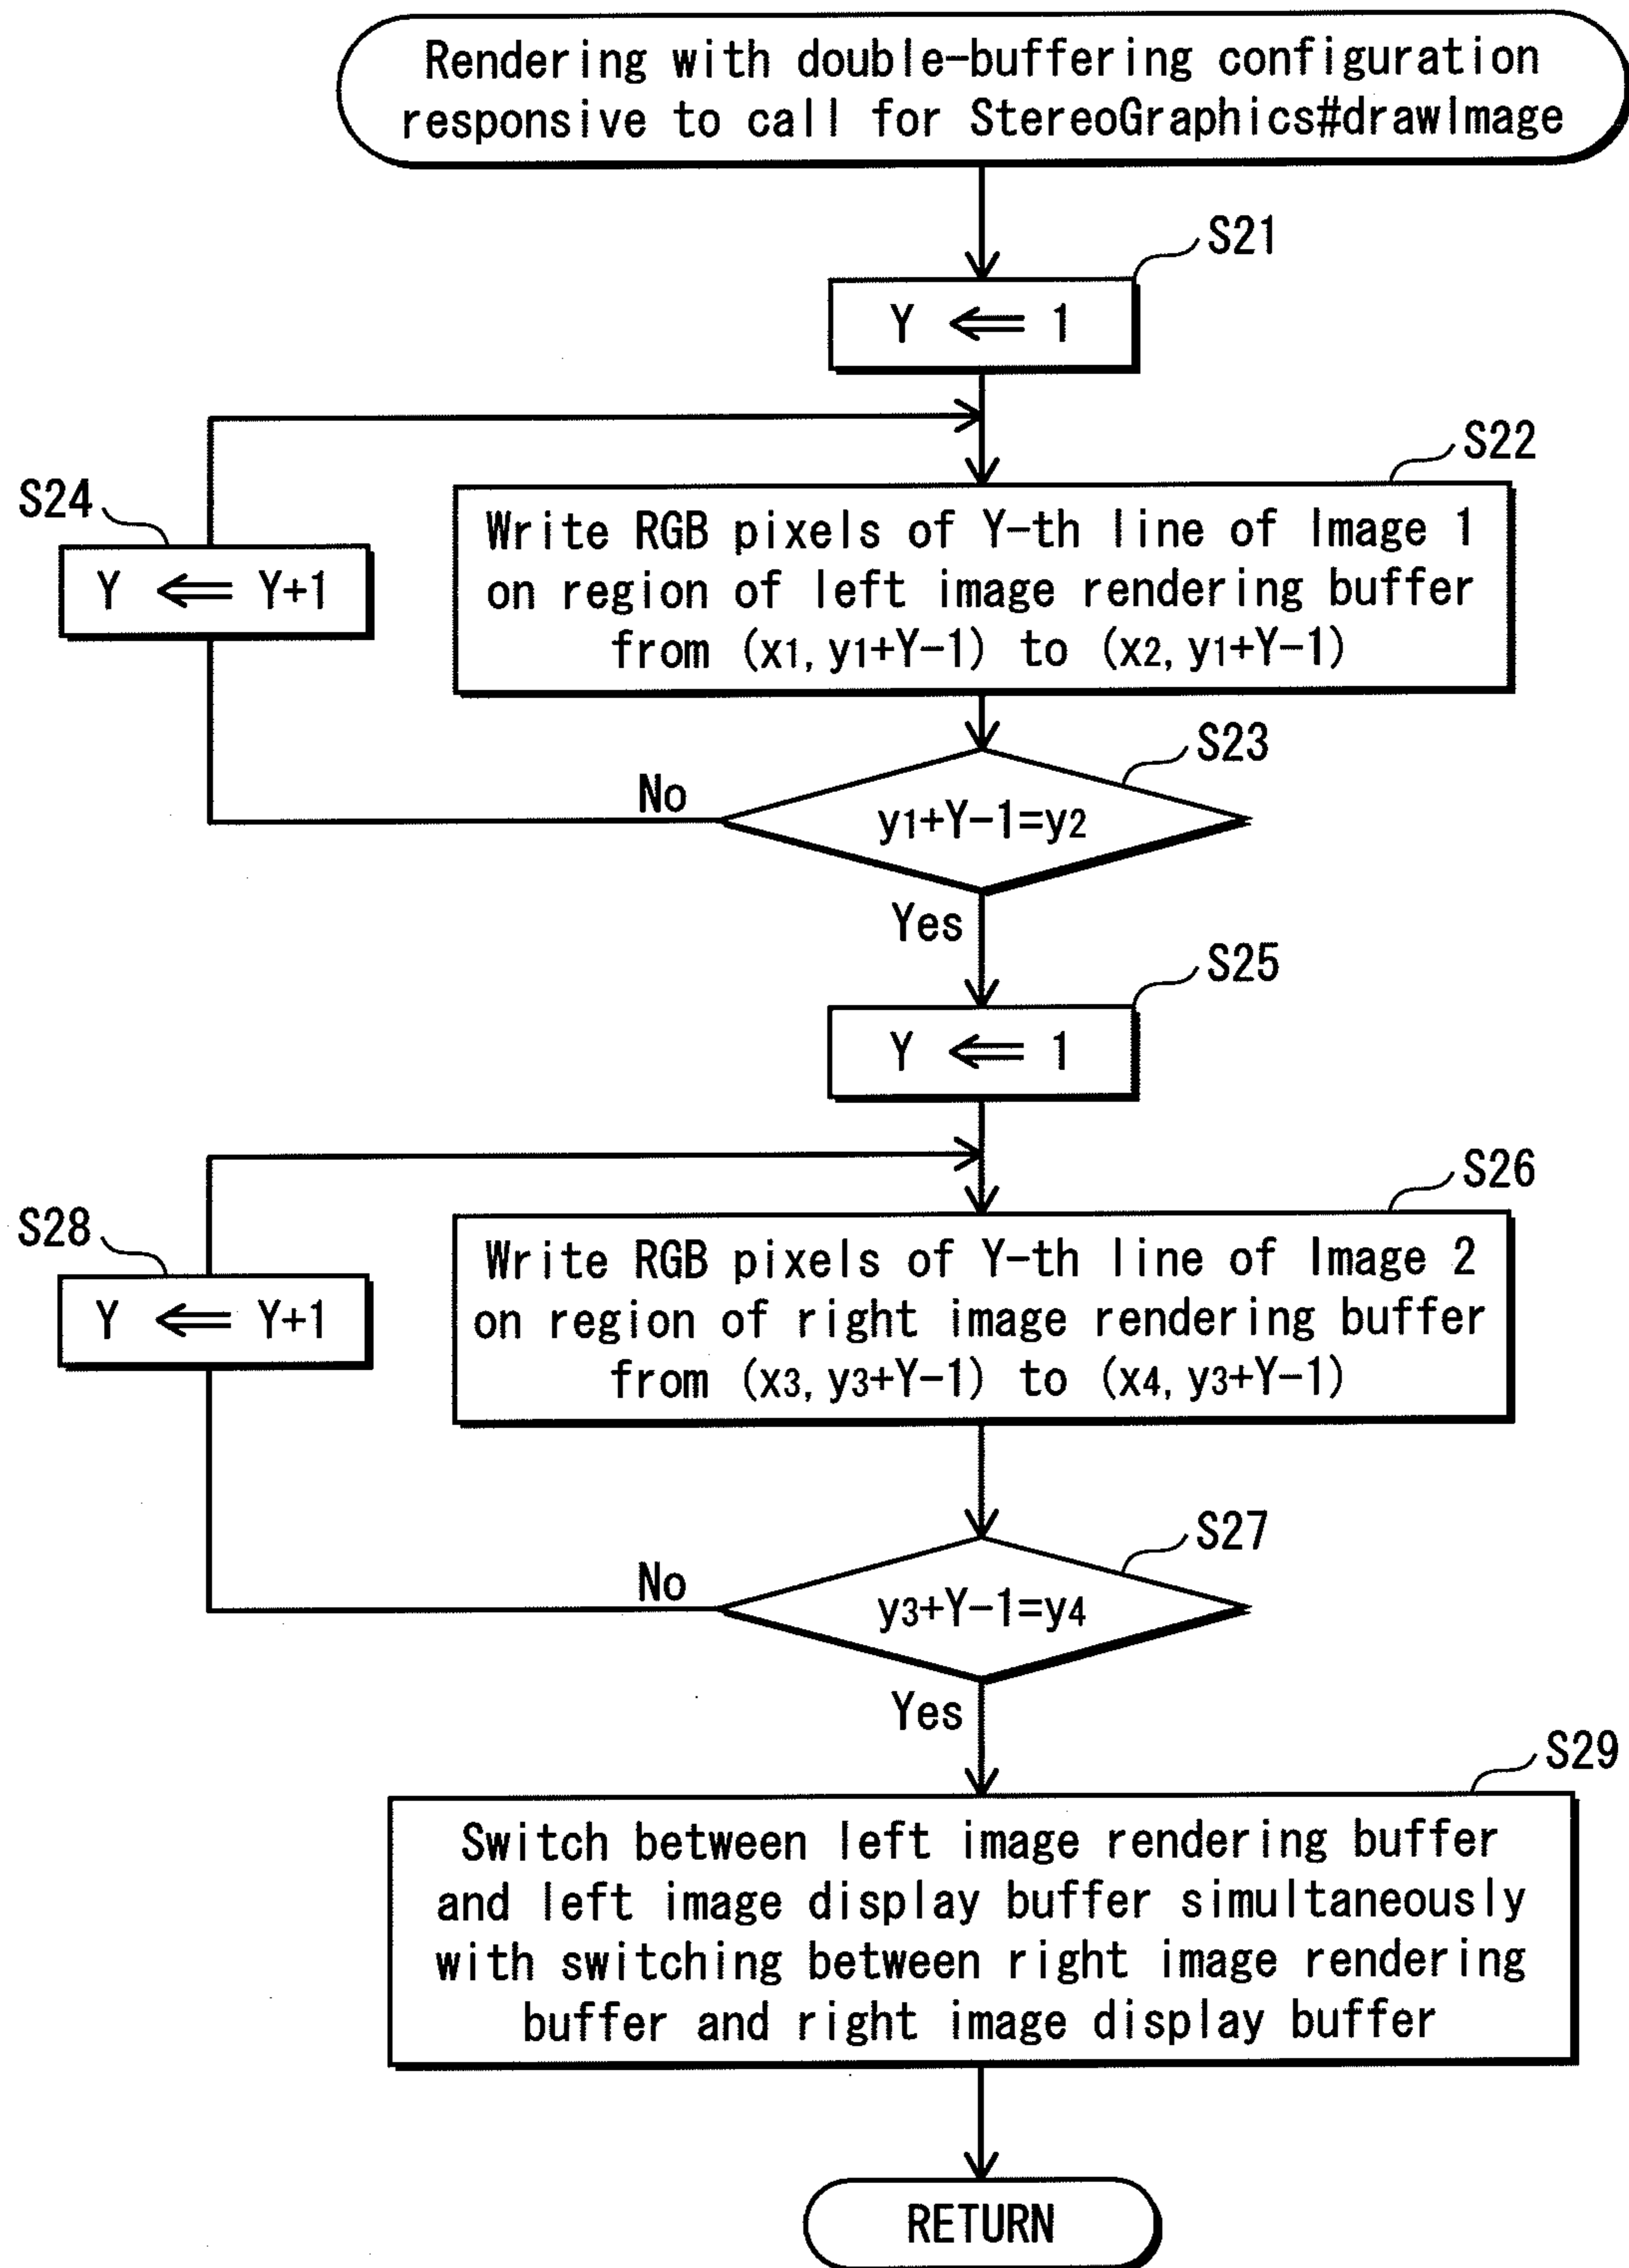 Rendering with double-buffering configuration
responsive to call for StereoGraphics#drawImage
S21
Y ⇐ 1
S22
Write RGB pixels of Y-th line of Image 1
on region of left image rendering buffer
from (x1, y1+Y-1) to (x2, y1+Y-1)
S24
Y ⇐ Y+1
S23
y1+Y-1=y2
No
Yes
S25
Y ⇐ 1
S26
Write RGB pixels of Y-th line of Image 2
on region of right image rendering buffer
from (x3, y3+Y-1) to (x4, y3+Y-1)
S28
Y ⇐ Y+1
S27
y3+Y-1=y4
No
Yes
S29
Switch between left image rendering buffer
and left image display buffer simultaneously
with switching between right image rendering
buffer and right image display buffer
RETURN